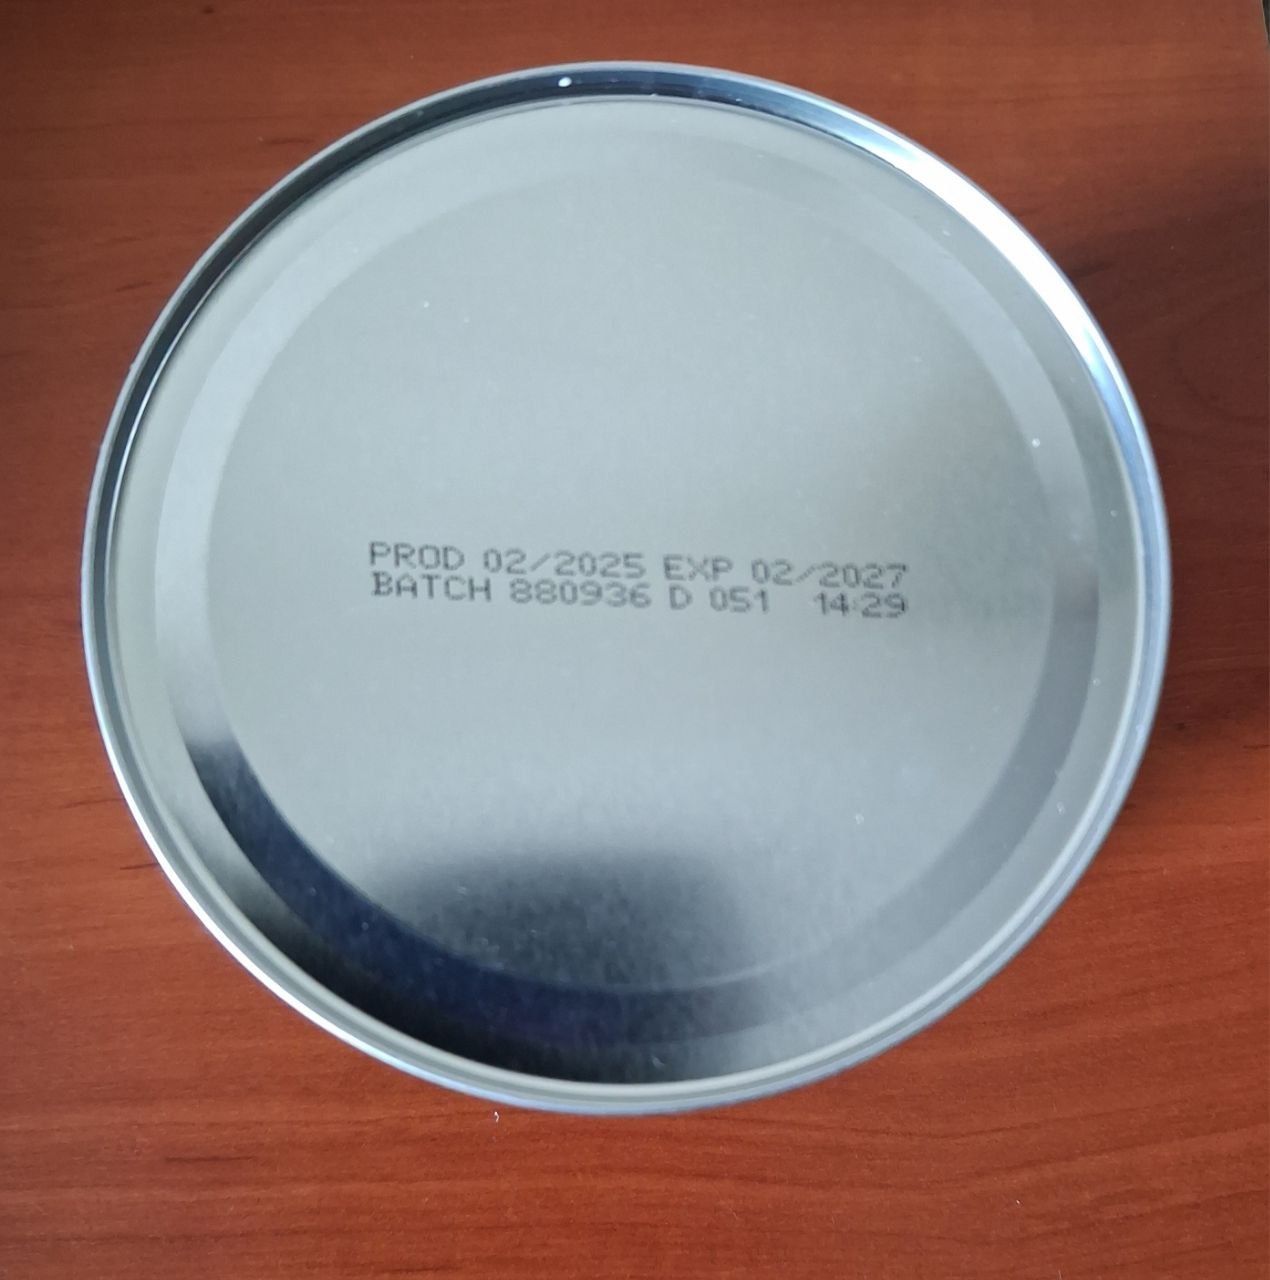 PROD 02/2025 EXP 02/2027
BATCH 880936 D 051 14:29